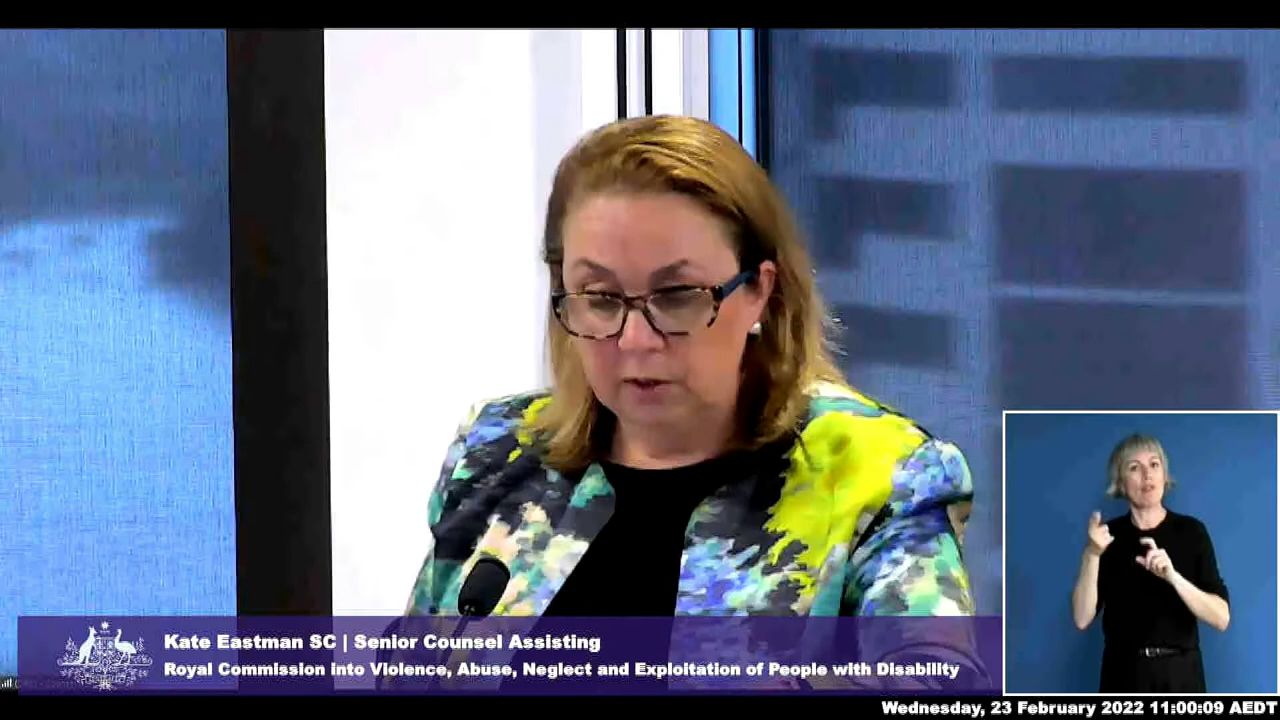 Kate Eastman SC | Senior Counsel Assisting
Royal Commission into Violence, Abuse, Neglect and Exploitation of People with Disability
Wednesday, 23 February 2022 11:00:09 AEDT